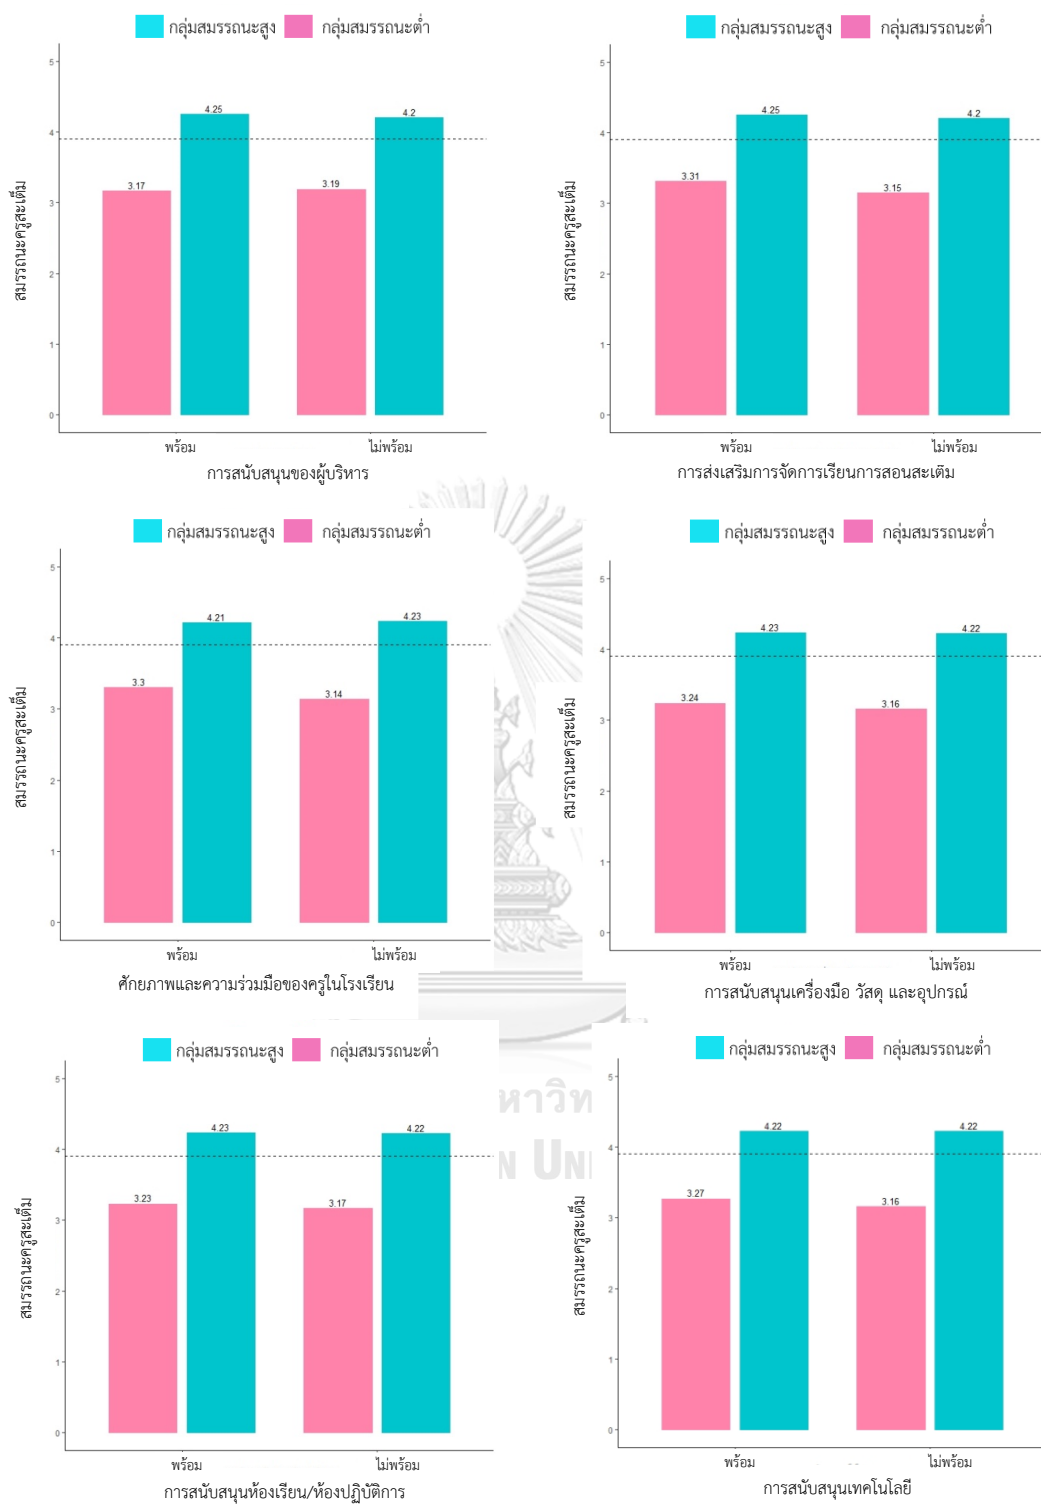 กลุ่มสมรรถนะสูง กลุ่มสมรรถนะต่ำ
สมรรถนะครูสะเต็ม
5
4
3
2
1
0
4.25
4.2
3.17
3.19
พร้อม ไม่พร้อม
การสนับสนุนของผู้บริหาร
กลุ่มสมรรถนะสูง กลุ่มสมรรถนะต่ำ
สมรรถนะครูสะเต็ม
5
4
3
2
1
0
4.25
4.2
3.31
3.15
พร้อม ไม่พร้อม
การส่งเสริมการจัดการเรียนการสอนสะเต็ม
กลุ่มสมรรถนะสูง กลุ่มสมรรถนะต่ำ
สมรรถนะครูสะเต็ม
5
4
3
2
1
0
4.21
4.23
3.3
3.14
พร้อม ไม่พร้อม
ศักยภาพและความร่วมมือของครูในโรงเรียน
กลุ่มสมรรถนะสูง กลุ่มสมรรถนะต่ำ
สมรรถนะครูสะเต็ม
5
4
3
2
1
0
4.23
4.22
3.24
3.16
พร้อม ไม่พร้อม
การสนับสนุนเครื่องมือ วัสดุ และอุปกรณ์
กลุ่มสมรรถนะสูง กลุ่มสมรรถนะต่ำ
สมรรถนะครูสะเต็ม
5
4
3
2
1
0
4.23
4.22
3.23
3.17
พร้อม ไม่พร้อม
การสนับสนุนห้องเรียน/ห้องปฏิบัติการ
กลุ่มสมรรถนะสูง กลุ่มสมรรถนะต่ำ
สมรรถนะครูสะเต็ม
5
4
3
2
1
0
4.22
4.22
3.27
3.16
พร้อม ไม่พร้อม
การสนับสนุนเทคโนโลยี
หาวิท
N UNI